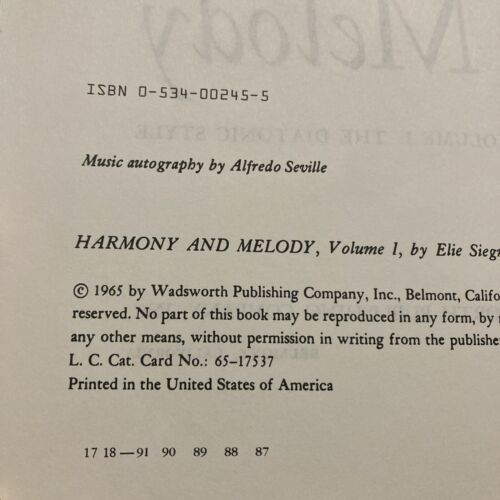 ISBN 0-534-00245-5
Music autography by Alfredo Seville
HARMONY AND MELODY, Volume I, by Elie Sieg
© 1965 by Wadsworth Publishing Company, Inc., Belmont, Califo
reserved. No part of this book may be reproduced in any form, by
any other means, without permission in writing from the publishe
L. C. Cat. Card No.: 65-17537
Printed in the United States of America
17 18—91 90 89 88 87